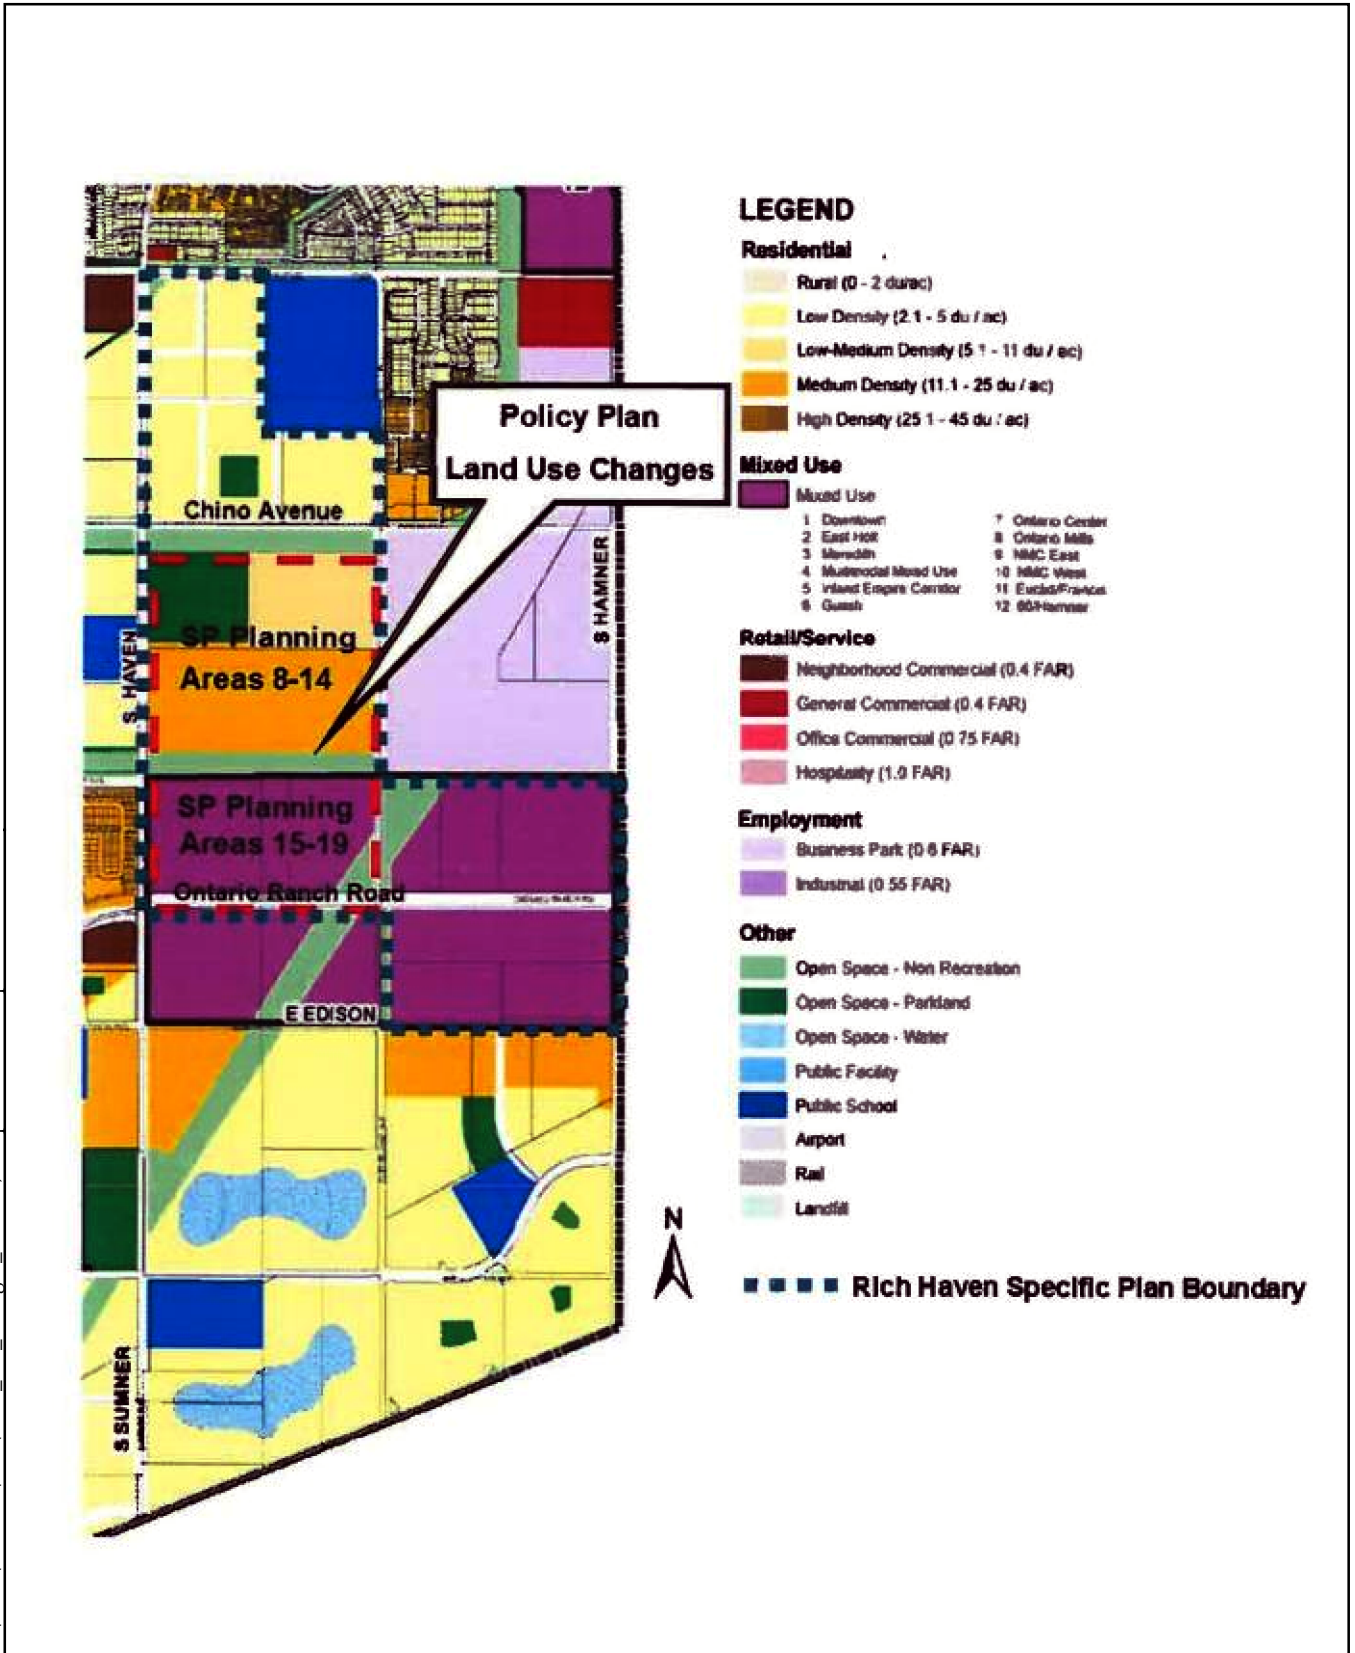 LEGEND
Residential
Rural (0 - 2 du/ac)
Low Density (2.1 - 5 du / ac)
Low-Medium Density (5 1 - 11 du / ac)
Medium Density (11.1 - 25 du / ac)
High Density (25 1 - 45 du / ac)
Mixed Use
Mixed Use
1 Downtown
2 East Holt
3 Meredith
4 Multimodal Mixed Use
5 Inland Empire Corridor
6 Guasti
7 Ontario Center
8 Ontario Mills
9 NMC East
10 NMC West
11 Euclid/Francis
12 60/Hamner
Retail/Service
Neighborhood Commercial (0.4 FAR)
General Commercial (0.4 FAR)
Office Commercial (0 75 FAR)
Hospitality (1.0 FAR)
Employment
Business Park (0 6 FAR)
Industrial (0 55 FAR)
Other
Open Space - Non Recreation
Open Space - Parkland
Open Space - Water
Public Facility
Public School
Airport
Rail
Landfill
Rich Haven Specific Plan Boundary
N
Policy Plan
Land Use Changes
Chino Avenue
SP Planning
Areas 8-14
S HAVEN
S HAMNER
SP Planning
Areas 15-19
Ontario Ranch Road
E EDISON
S SUMNER